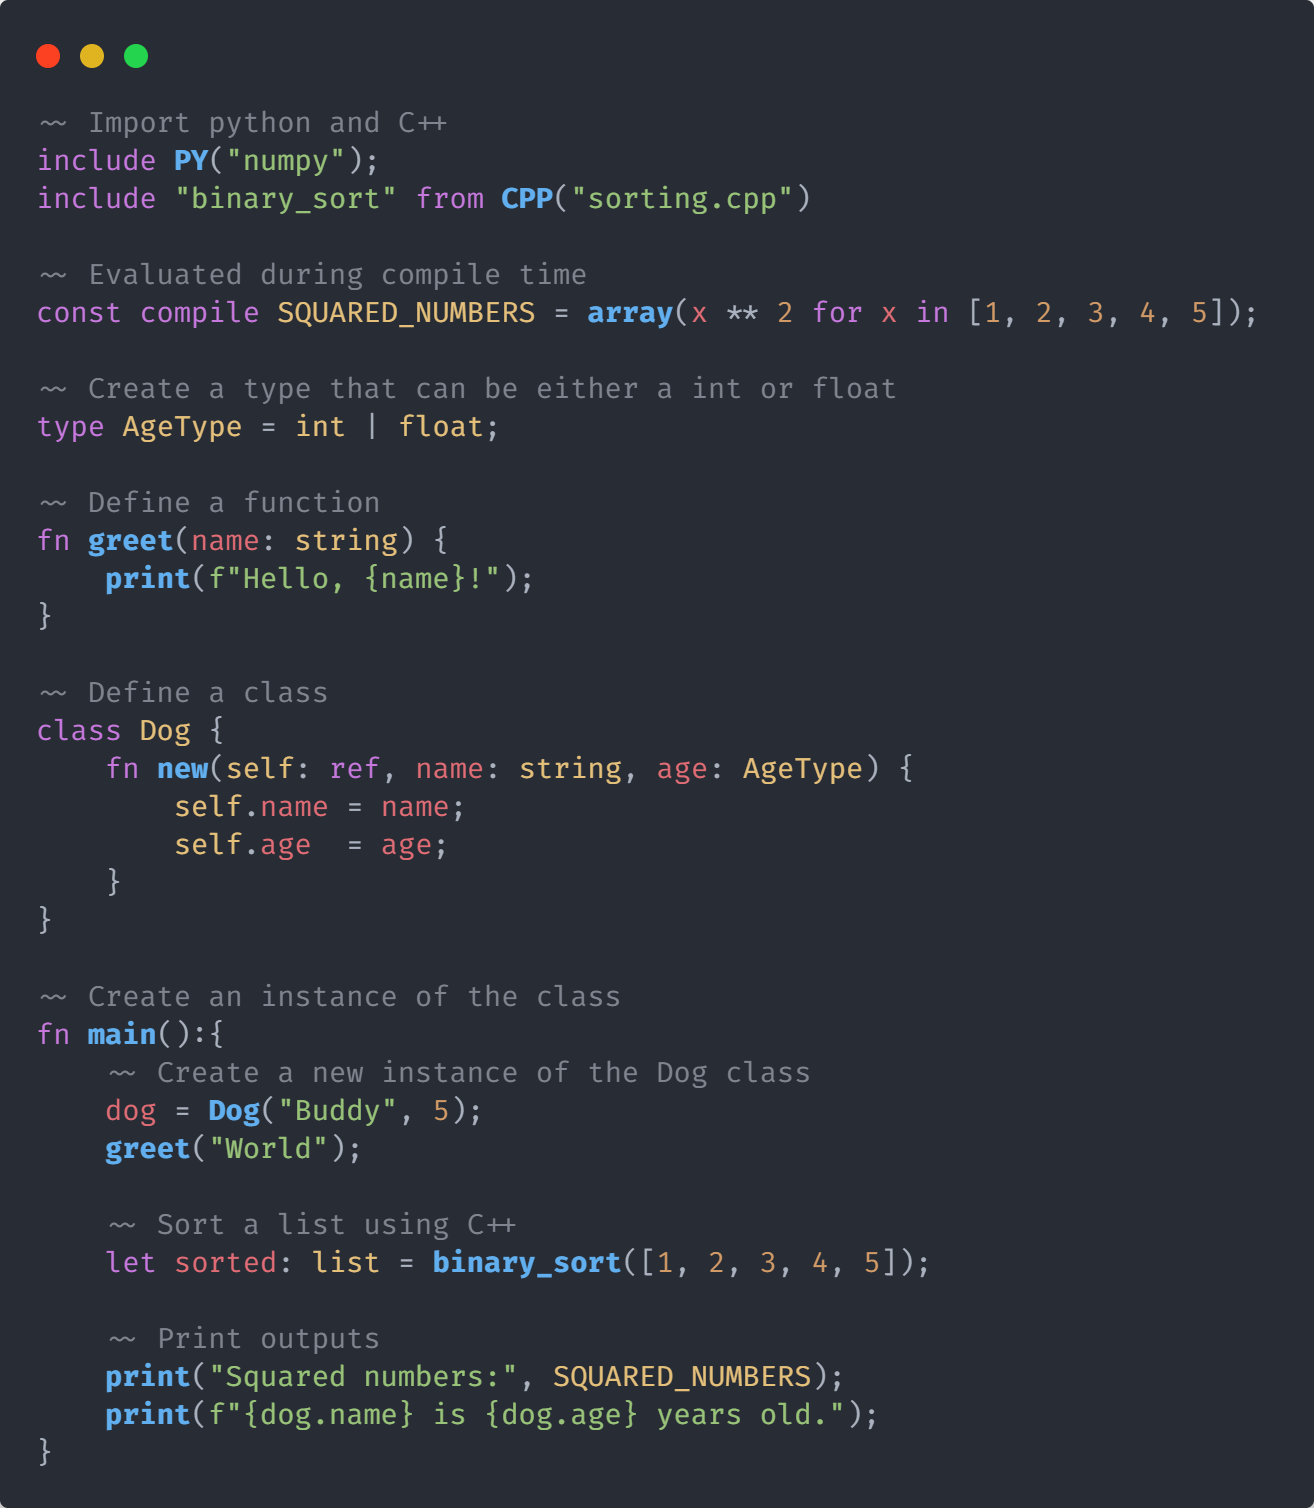 ~~ Import python and C++
include PY("numpy");
include "binary_sort" from CPP("sorting.cpp")

~~ Evaluated during compile time
const compile SQUARED_NUMBERS = array(x ** 2 for x in [1, 2, 3, 4, 5]);

~~ Create a type that can be either a int or float
type AgeType = int | float;

~~ Define a function
fn greet(name: string) {
    print(f"Hello, {name}!");
}

~~ Define a class
class Dog {
    fn new(self: ref, name: string, age: AgeType) {
        self.name = name;
        self.age  = age;
    }
}

~~ Create an instance of the class
fn main():{
    ~~ Create a new instance of the Dog class
    dog = Dog("Buddy", 5);
    greet("World");

    ~~ Sort a list using C++
    let sorted: list = binary_sort([1, 2, 3, 4, 5]);

    ~~ Print outputs
    print("Squared numbers:", SQUARED_NUMBERS);
    print(f"{dog.name} is {dog.age} years old.");
}